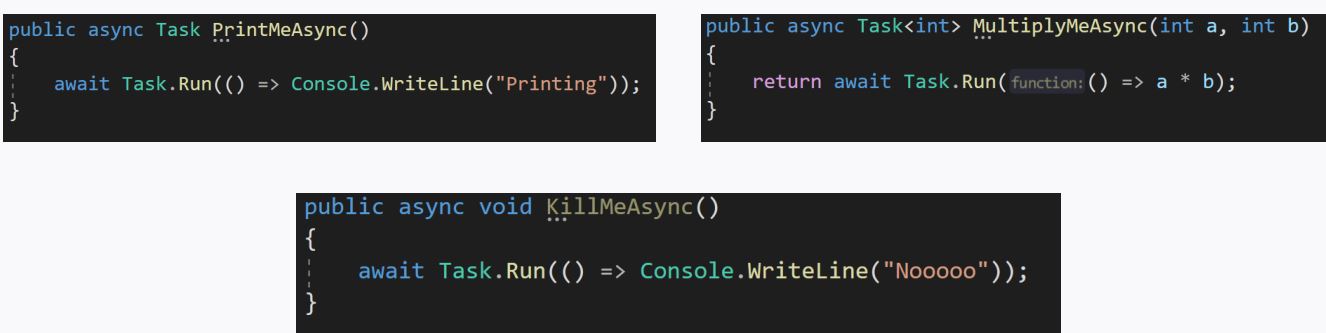 public async Task PrintMeAsync()
{
await Task.Run(() => Console.WriteLine("Printing"));
}
public async Task<int> MultiplyMeAsync(int a, int b)
{
return await Task.Run(function:() => a * b);
}
public async void KillMeAsync()
{
await Task.Run(() => Console.WriteLine("Nooooo"));
}